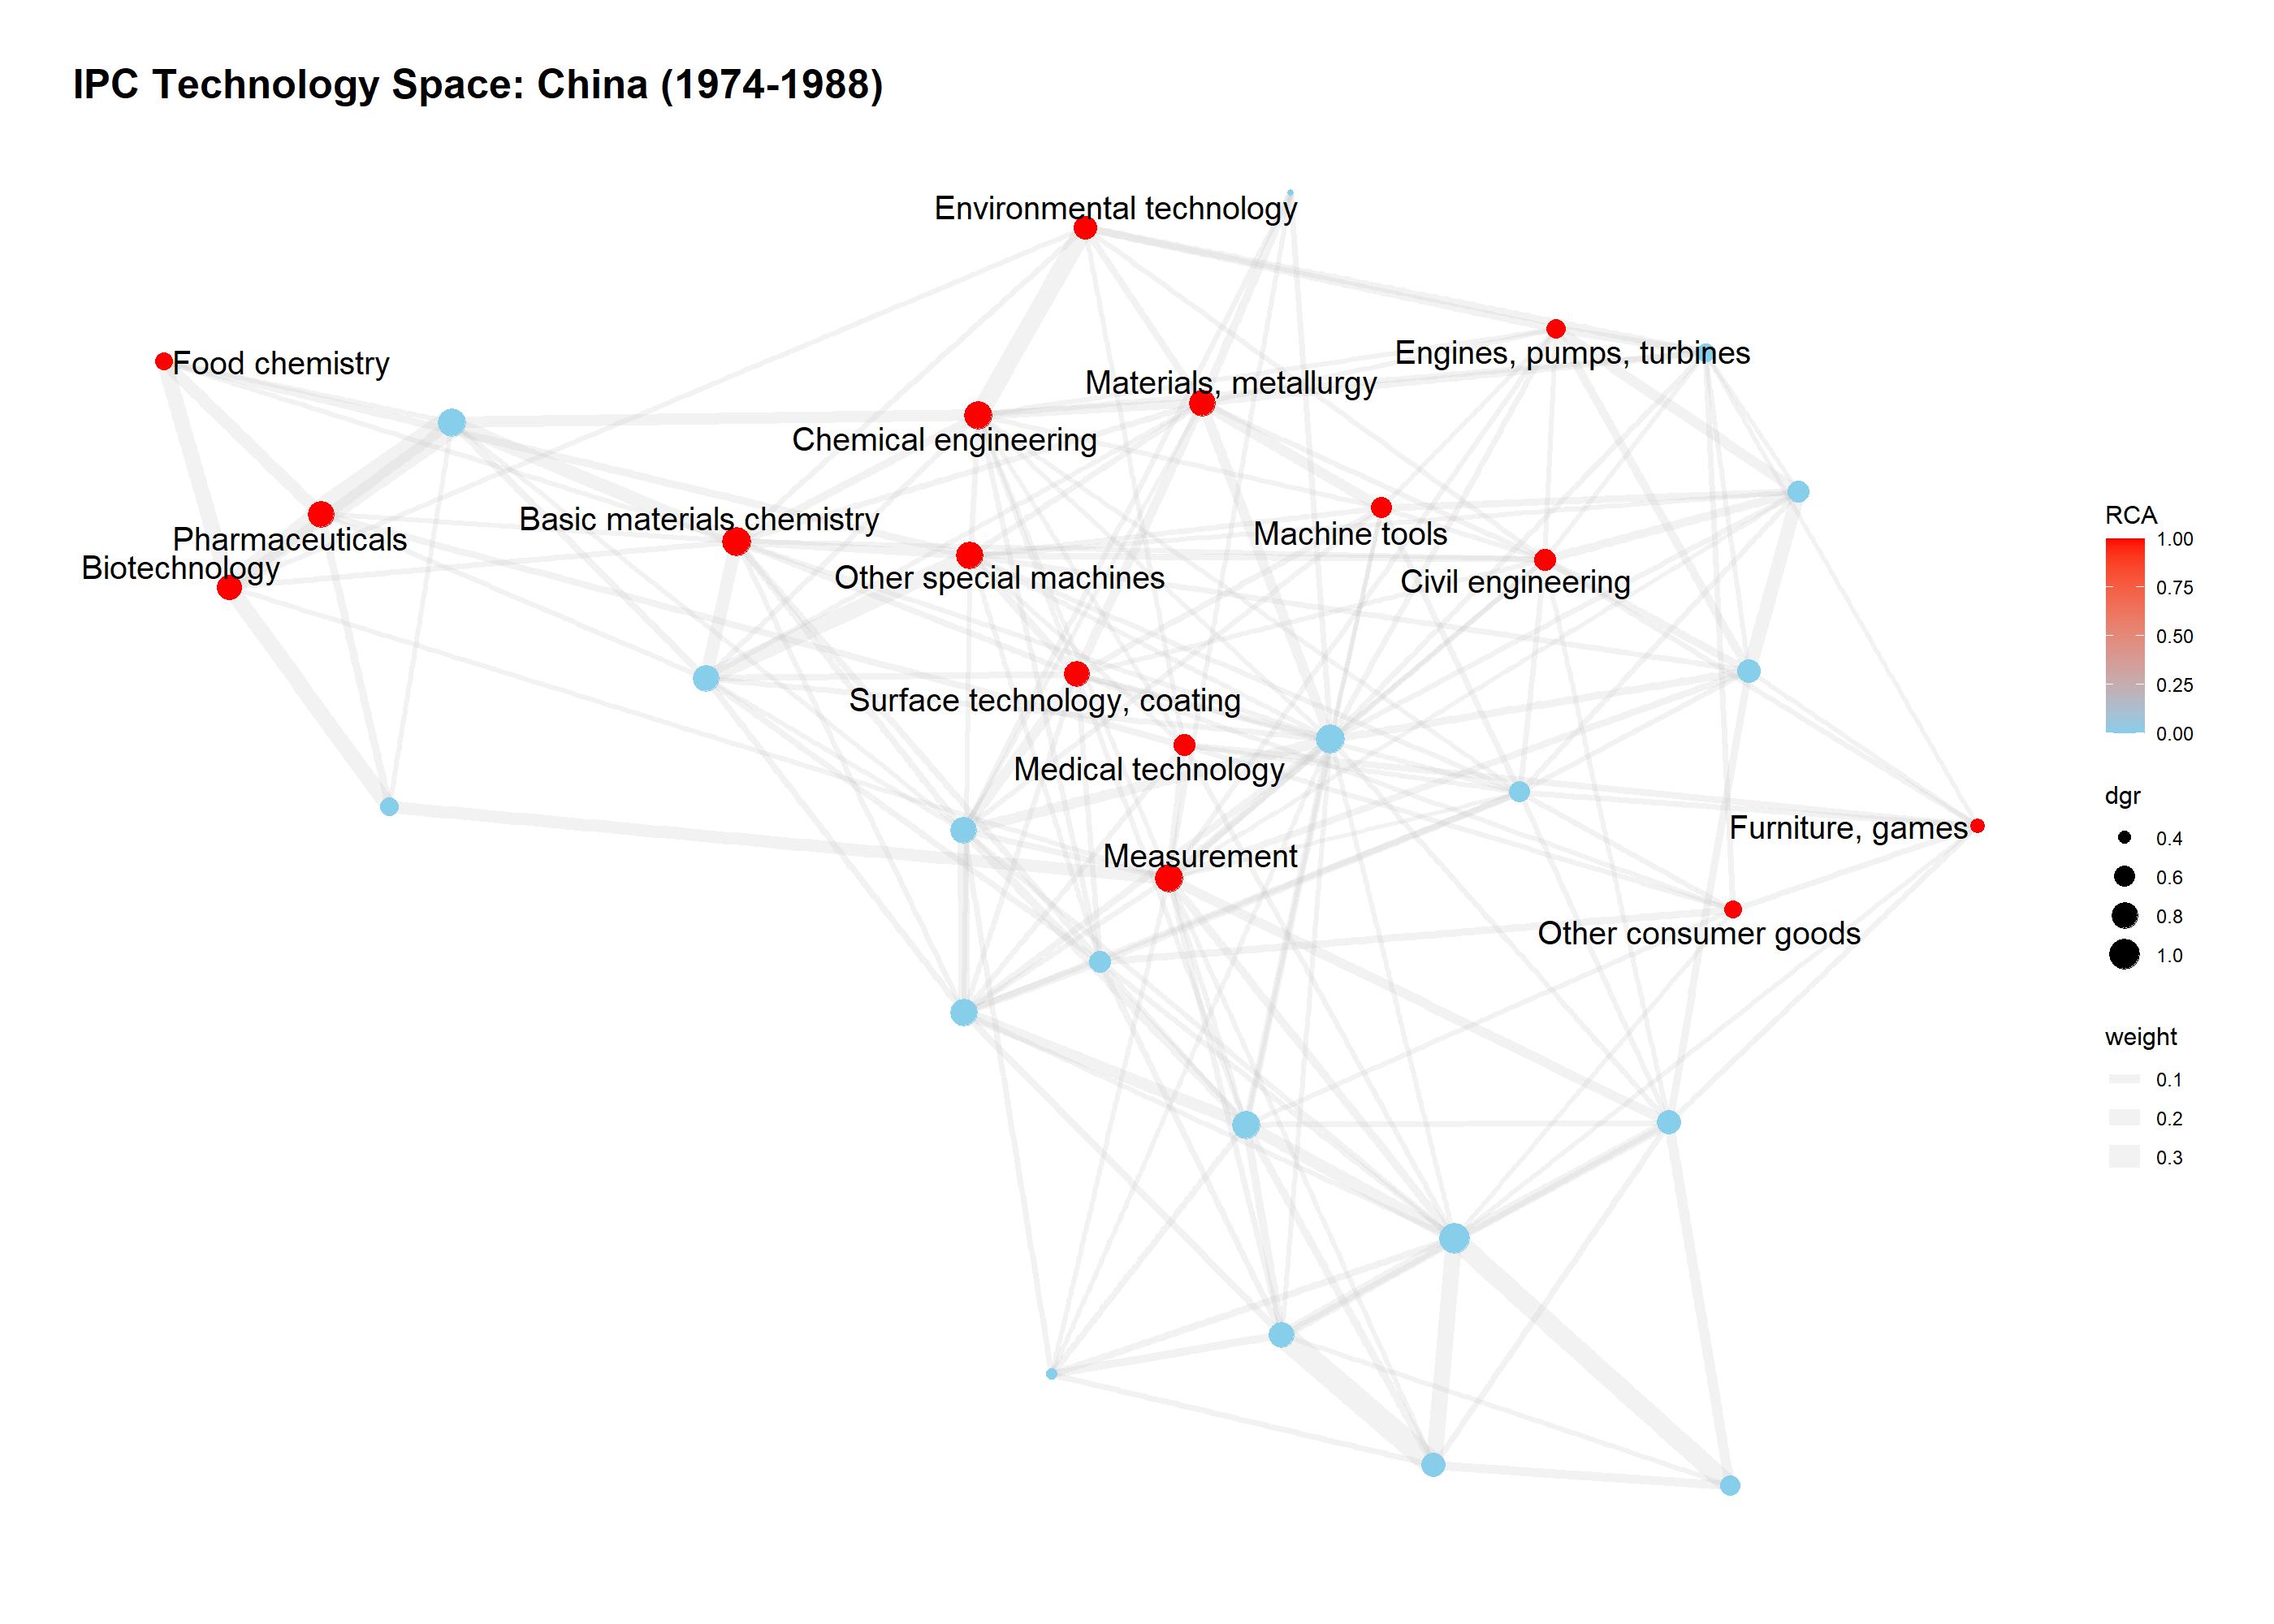 IPC Technology Space: China (1974-1988)
Environmental technology
Engines, pumps, turbines
Food chemistry
Materials, metallurgy
Chemical engineering
Basic materials chemistry
Machine tools
Pharmaceuticals
Biotechnology
Other special machines
Civil engineering
Surface technology, coating
Medical technology
Furniture, games
Measurement
Other consumer goods
RCA
1.00
0.75
0.50
0.25
0.00
dgr
0.4
0.6
0.8
1.0
weight
0.1
0.2
0.3